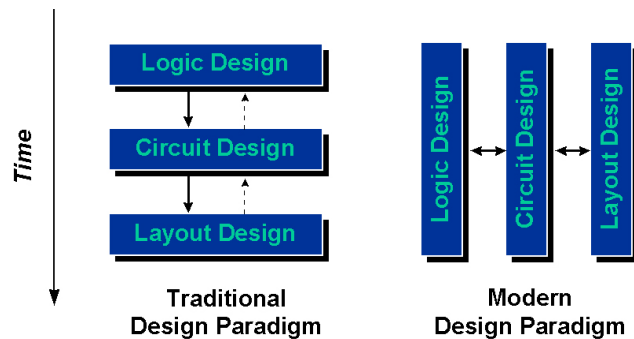 Time
Logic Design
Circuit Design
Layout Design
Traditional
Design Paradigm
Logic Design
Circuit Design
Layout Design
Modern
Design Paradigm